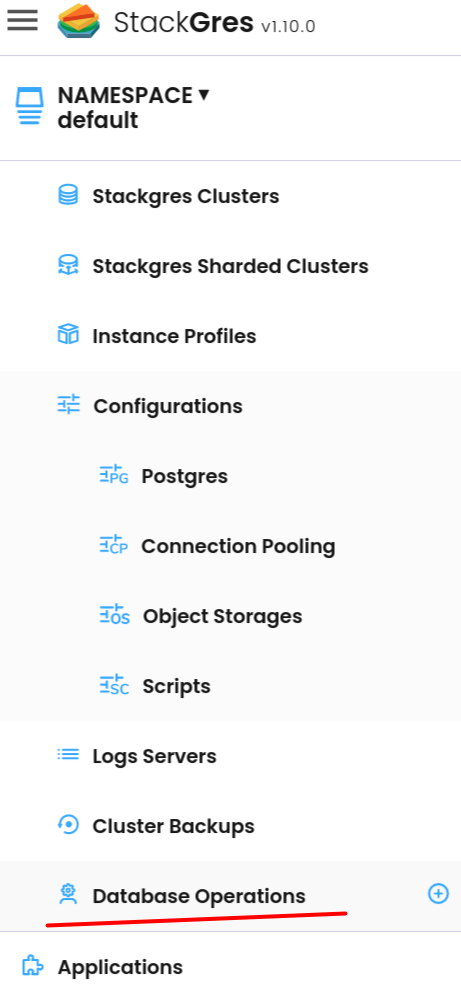 StackGres v1.10.0
NAMESPACE ▼
default
Stackgres Clusters
Stackgres Sharded Clusters
Instance Profiles
Configurations
PG Postgres
CP Connection Pooling
OS Object Storages
SC Scripts
Logs Servers
Cluster Backups
Database Operations
Applications